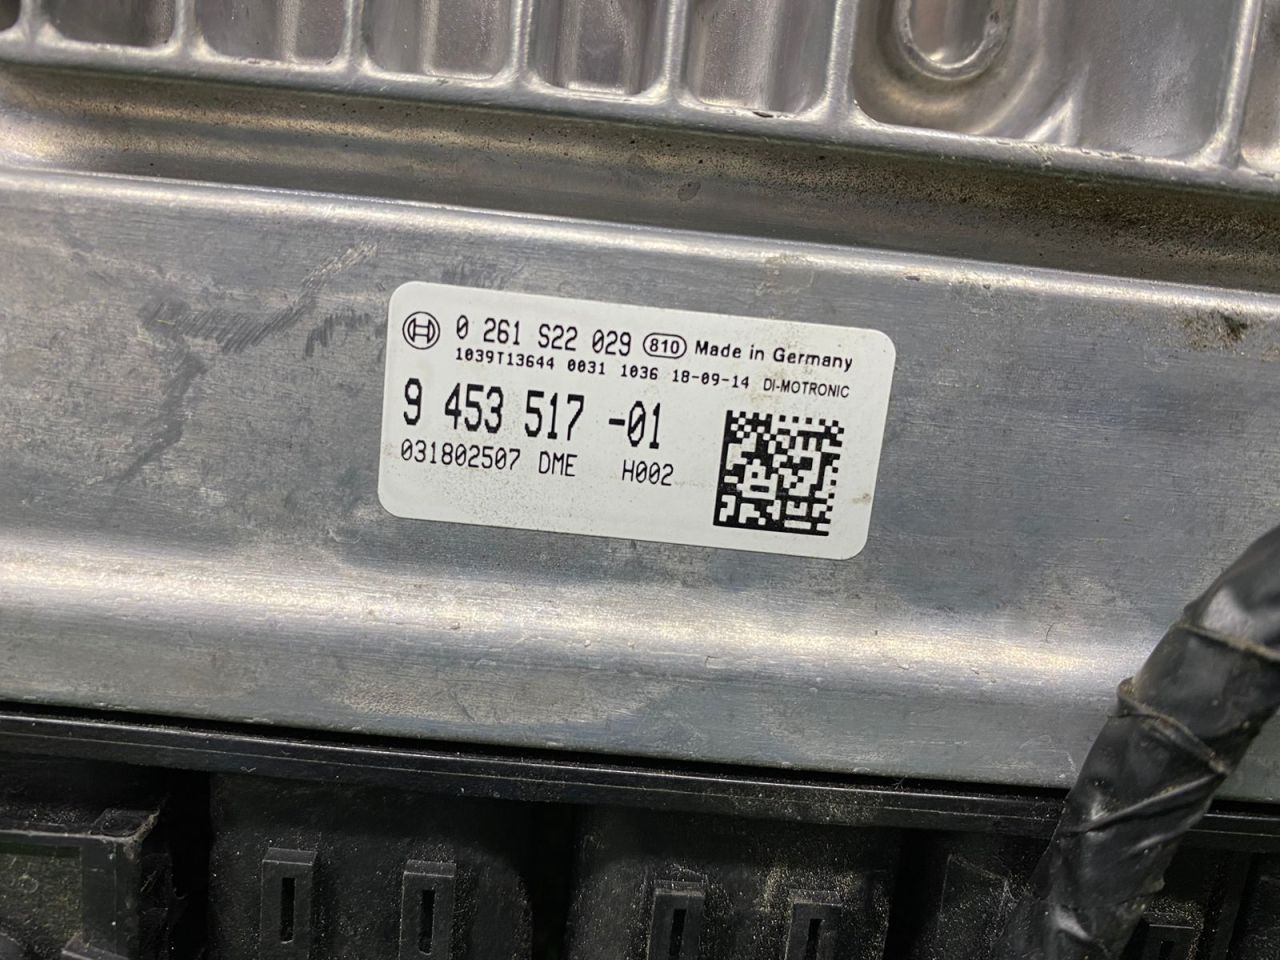 0 261 S22 029 810 Made in Germany
1039T13644 0031 1036 18-09-14 DI-MOTRONIC
9 453 517 -01
031802507 DME H002